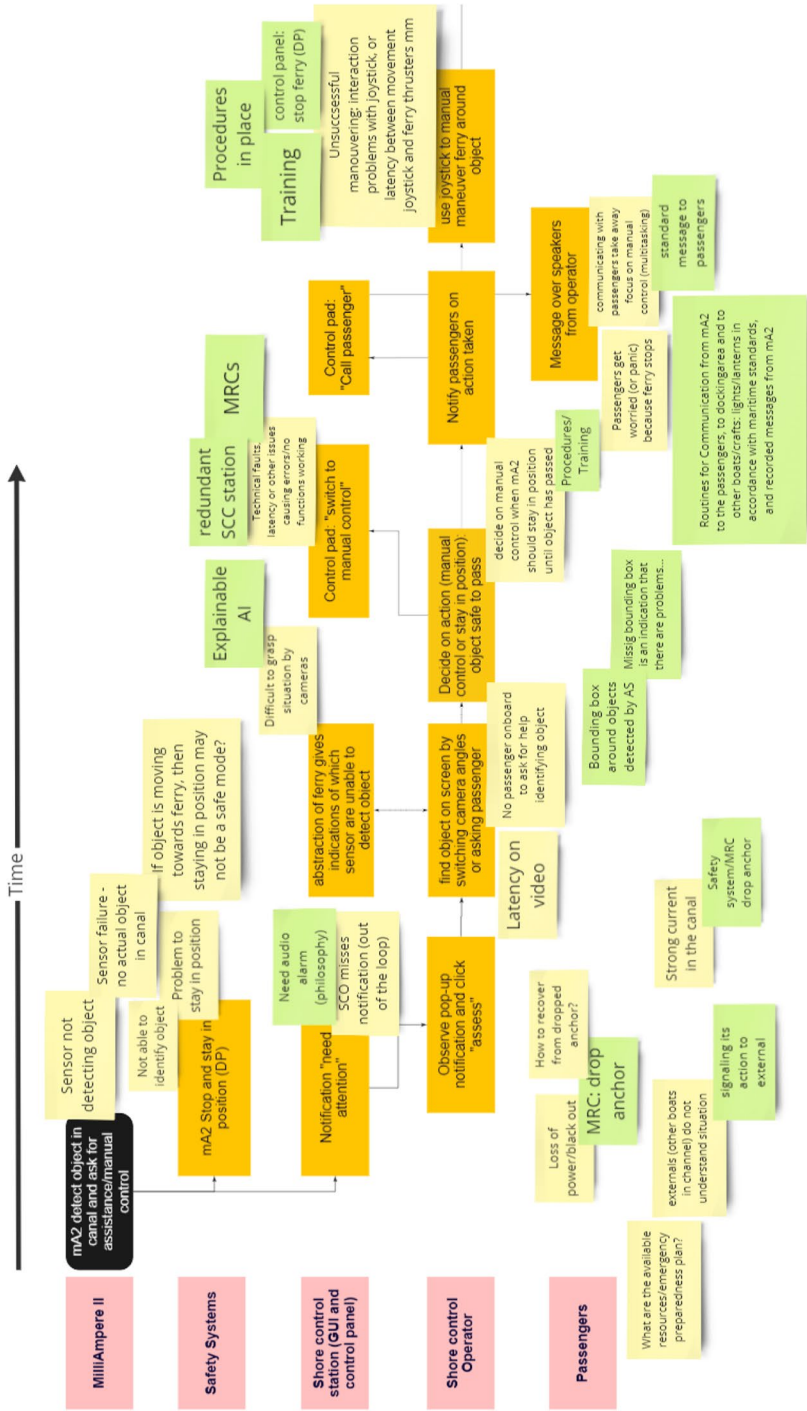 Time
MilliAmpere II
mA2 detect object in
canal and ask for
assistance/manual
control
Sensor not
detecting object
Sensor failure -
no actual object
in canal
Safety Systems
mA2 Stop and stay in
position (DP)
Not able to
identify object
Problem to
stay in position
If object is moving
towards ferry, then
staying in position may
not be a safe mode?
Explainable
AI
redundant
SCC station
MRCs
Procedures
in place
Training
control panel:
stop ferry (DP)
Shore control
station (GUI and
control panel)
Notification "need
attention"
Need audio
alarm
(philosophy)
SCO misses
notification (out
of the loop)
abstraction of ferry gives
indications of which
sensor are unable to
detect object
Difficult to grasp
situation by
cameras
Control pad: "switch to
manual control"
Technical faults,
latency or other issues
causing errors/no
functions working
Control pad:
"Call passenger"
Unsuccsessful
manouvering: interaction
problems with joystick, or
latency between movement
joystick and ferry thrusters mm
Shore control
Operator
Observe pop-up
notification and click
"assess"
find object on screen by
switching camera angles
or asking passenger
Decide on action (manual
control or stay in position):
object safe to pass
Notify passengers on
action taken
use joystick to manual
maneuver ferry around
object
Latency on
video
No passenger onboard
to ask for help
identifying object
decide on manual
control when mA2
should stay in position
until object has passed
Procedures/
Training
Passengers
Loss of
power/black out
How to recover
from dropped
anchor?
MRC: drop
anchor
Bounding box
around objects
detected by AS
Missig bounding box
is an indication that
there are problems...
Message over speakers
from operator
Passengers get
worried (or panic)
because ferry stops
communicating with
passengers take away
focus on manual
control (multitasking)
standard
message to
passengers
What are the available
resources/emergency
preparedness plan?
externals (other boats
in channel) do not
understand situation
signaling its
action to
external
Strong current
in the canal
Safety
system/MRC
drop anchor
Routines for Communication from mA2
to the passengers, to dockingarea and to
other boats/crafts: lights/lanterns in
accordance with maritime standards,
and recorded messages from mA2